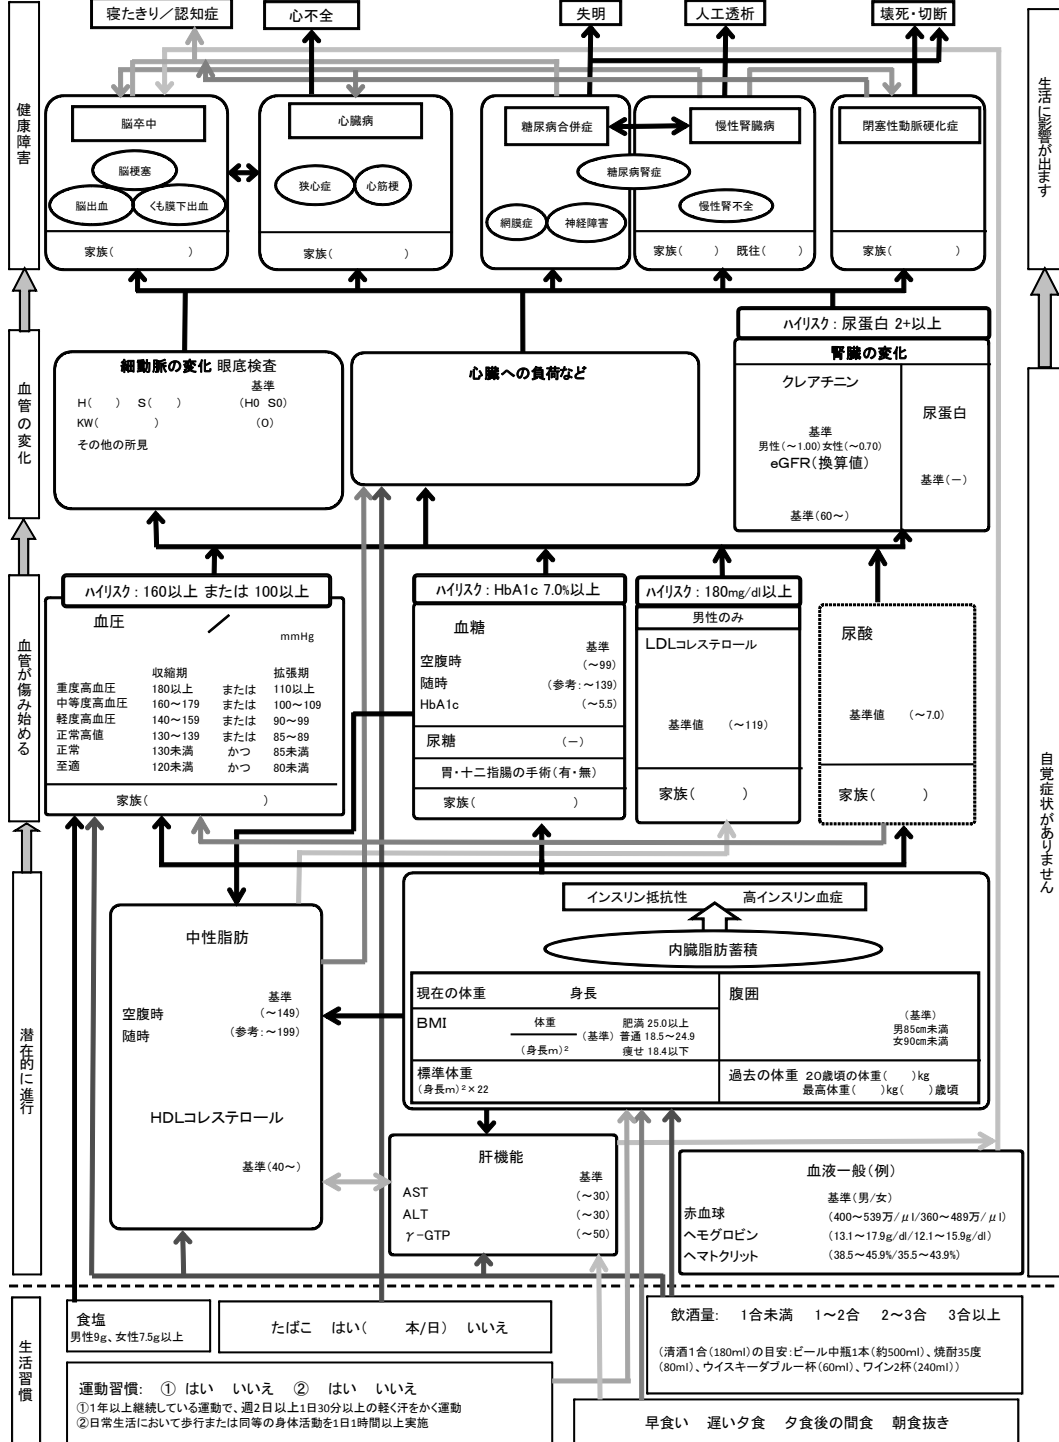 寝たきり／認知症
心不全
失明
人工透析
壊死・切断
健康障害
生活に影響が出ます
脳卒中
脳梗塞
脳出血
くも膜下出血
家族（　　　　　　）
心臓病
狭心症
心筋梗
家族（　　　　　　）
糖尿病合併症
慢性腎臓病
糖尿病腎症
網膜症
神経障害
慢性腎不全
家族（　　）　既往（　　）
閉塞性動脈硬化症
家族（　　　　　）
血管の変化
細動脈の変化 眼底検査
基準
H（　　）　S（　　）　（H0 S0）
KW（　　　　）　（O）
その他の所見
心臓への負荷など
ハイリスク：尿蛋白 2+以上
腎臓の変化
クレアチニン
基準
男性（～1.00）女性（～0.70）
eGFR（換算値）
基準（60～）
尿蛋白
基準（－）
血管が傷み始める
自覚症状がありません
ハイリスク：160以上 または 100以上
血圧　／　mmHg
収縮期　拡張期
重度高血圧　180以上　または　110以上
中等度高血圧　160～179　または　100～109
軽度高血圧　140～159　または　90～99
正常高値　130～139　または　85～89
正常　130未満　かつ　85未満
至適　120未満　かつ　80未満
家族（　　　　　　　　）
ハイリスク：HbA1c 7.0%以上
血糖
基準
空腹時　（～99）
随時　（参考：～139）
HbA1c　（～5.5）
尿糖　（－）
胃・十二指腸の手術（有・無）
家族（　　　　　　）
ハイリスク：180mg/dl以上
男性のみ
LDLコレステロール
基準値　（～119）
家族（　　　）
尿酸
基準値　（～7.0）
家族（　　　）
潜在的に進行
中性脂肪
基準
空腹時　（～149）
随時　（参考：～199）
HDLコレステロール
基準（40～）
インスリン抵抗性　高インスリン血症
内臓脂肪蓄積
現在の体重　身長
BMI　体重　（基準）　肥満 25.0以上
（身長m）²　普通 18.5～24.9
痩せ 18.4以下
標準体重
（身長m）²×22
腹囲
（基準）
男85cm未満
女90cm未満
過去の体重　20歳頃の体重（　　）kg
最高体重（　　）kg（　　）歳頃
肝機能
基準
AST　（～30）
ALT　（～30）
γ-GTP　（～50）
血液一般（例）
基準（男/女）
赤血球　（400～539万/μl/360～489万/μl）
ヘモグロビン　（13.1～17.9g/dl/12.1～15.9g/dl）
ヘマトクリット　（38.5～45.9%/35.5～43.9%）
生活習慣
食塩
男性9g、女性7.5g以上
たばこ　はい（　　本/日）　いいえ
飲酒量：　1合未満　1～2合　2～3合　3合以上
（清酒1合（180ml）の目安：ビール中瓶1本（約500ml）、焼酎35度
（80ml）、ウイスキーダブル一杯（60ml）、ワイン2杯（240ml））
運動習慣：　①　はい　いいえ　②　はい　いいえ
①1年以上継続している運動で、週2日以上1日30分以上の軽く汗をかく運動
②日常生活において歩行または同等の身体活動を1日1時間以上実施
早食い　遅い夕食　夕食後の間食　朝食抜き